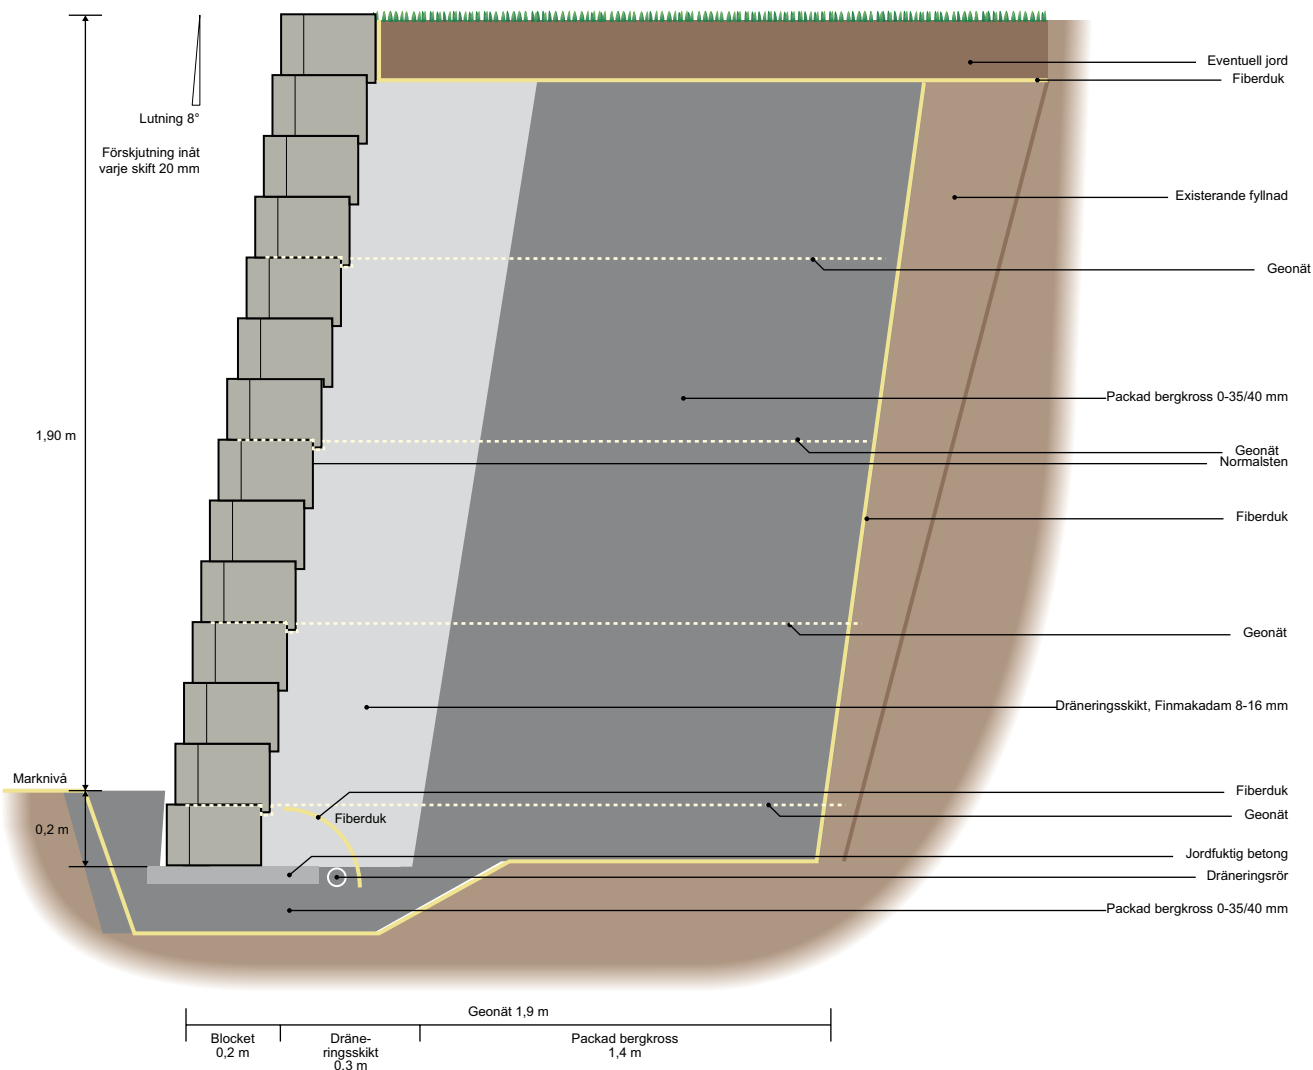 Eventuell jord
Fiberduk
Lutning 8°
Förskjutning inåt
varje skift 20 mm
Existerande fyllnad
Geonät
Packad bergkross 0-35/40 mm
1,90 m
Geonät
Normalsten
Fiberduk
Geonät
Dräneringsskikt, Finmakadam 8-16 mm
Marknivå
Fiberduk
Geonät
Fiberduk
0,2 m
Jordfuktig betong
Dräneringsrör
Packad bergkross 0-35/40 mm
Geonät 1,9 m
Blocket
0,2 m
Dräne-
ringsskikt
0,3 m
Packad bergkross
1,4 m